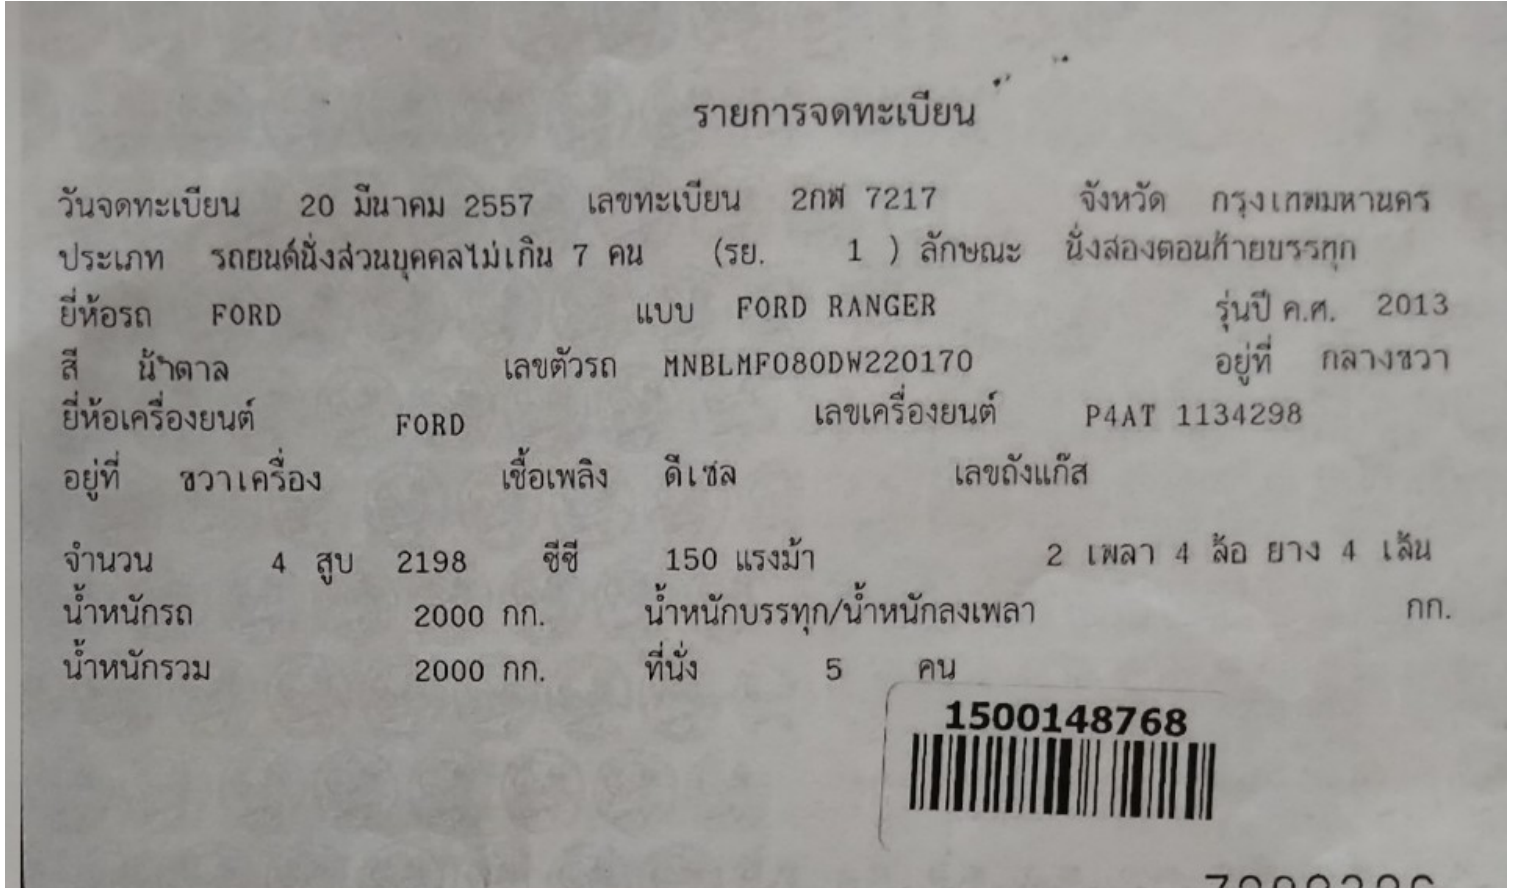 รายการจดทะเบียน
วันจดทะเบียน 20 มีนาคม 2557 เลขทะเบียน 2กฬ 7217 จังหวัด กรุงเทพมหานคร
ประเภท รถยนต์นั่งส่วนบุคคลไม่เกิน 7 คน (รย. 1 ) ลักษณะ นั่งสองตอนท้ายบรรทุก
ยี่ห้อรถ FORD แบบ FORD RANGER รุ่นปี ค.ศ. 2013
สี น้ำตาล เลขตัวรถ MNBLMF080DW220170 อยู่ที่ กลางขวา
ยี่ห้อเครื่องยนต์ FORD เลขเครื่องยนต์ P4AT 1134298
อยู่ที่ ขวาเครื่อง เชื้อเพลิง ดีเซล เลขถังแก๊ส
จำนวน 4 สูบ 2198 ซีซี 150 แรงม้า 2 เพลา 4 ล้อ ยาง 4 เส้น
น้ำหนักรถ 2000 กก. น้ำหนักบรรทุก/น้ำหนักลงเพลา กก.
น้ำหนักรวม 2000 กก. ที่นั่ง 5 คน
1500148768